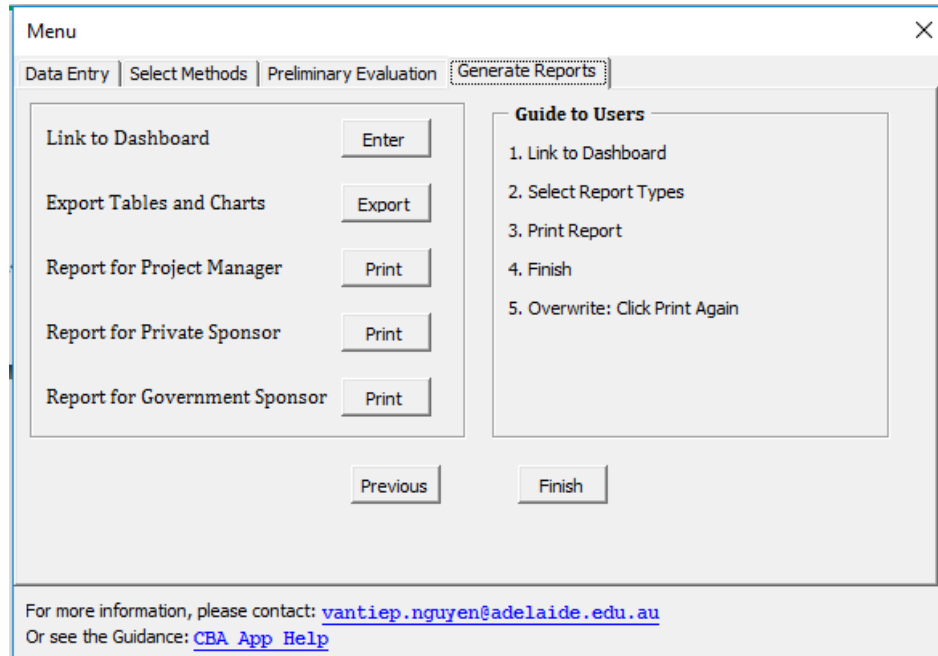 Menu
Data Entry Select Methods Preliminary Evaluation Generate Reports
Link to Dashboard Enter
Export Tables and Charts Export
Report for Project Manager Print
Report for Private Sponsor Print
Report for Government Sponsor Print
Guide to Users
1. Link to Dashboard
2. Select Report Types
3. Print Report
4. Finish
5. Overwrite: Click Print Again
Previous Finish
For more information, please contact: vantiep.nguyen@adelaide.edu.au
Or see the Guidance: CBA App Help